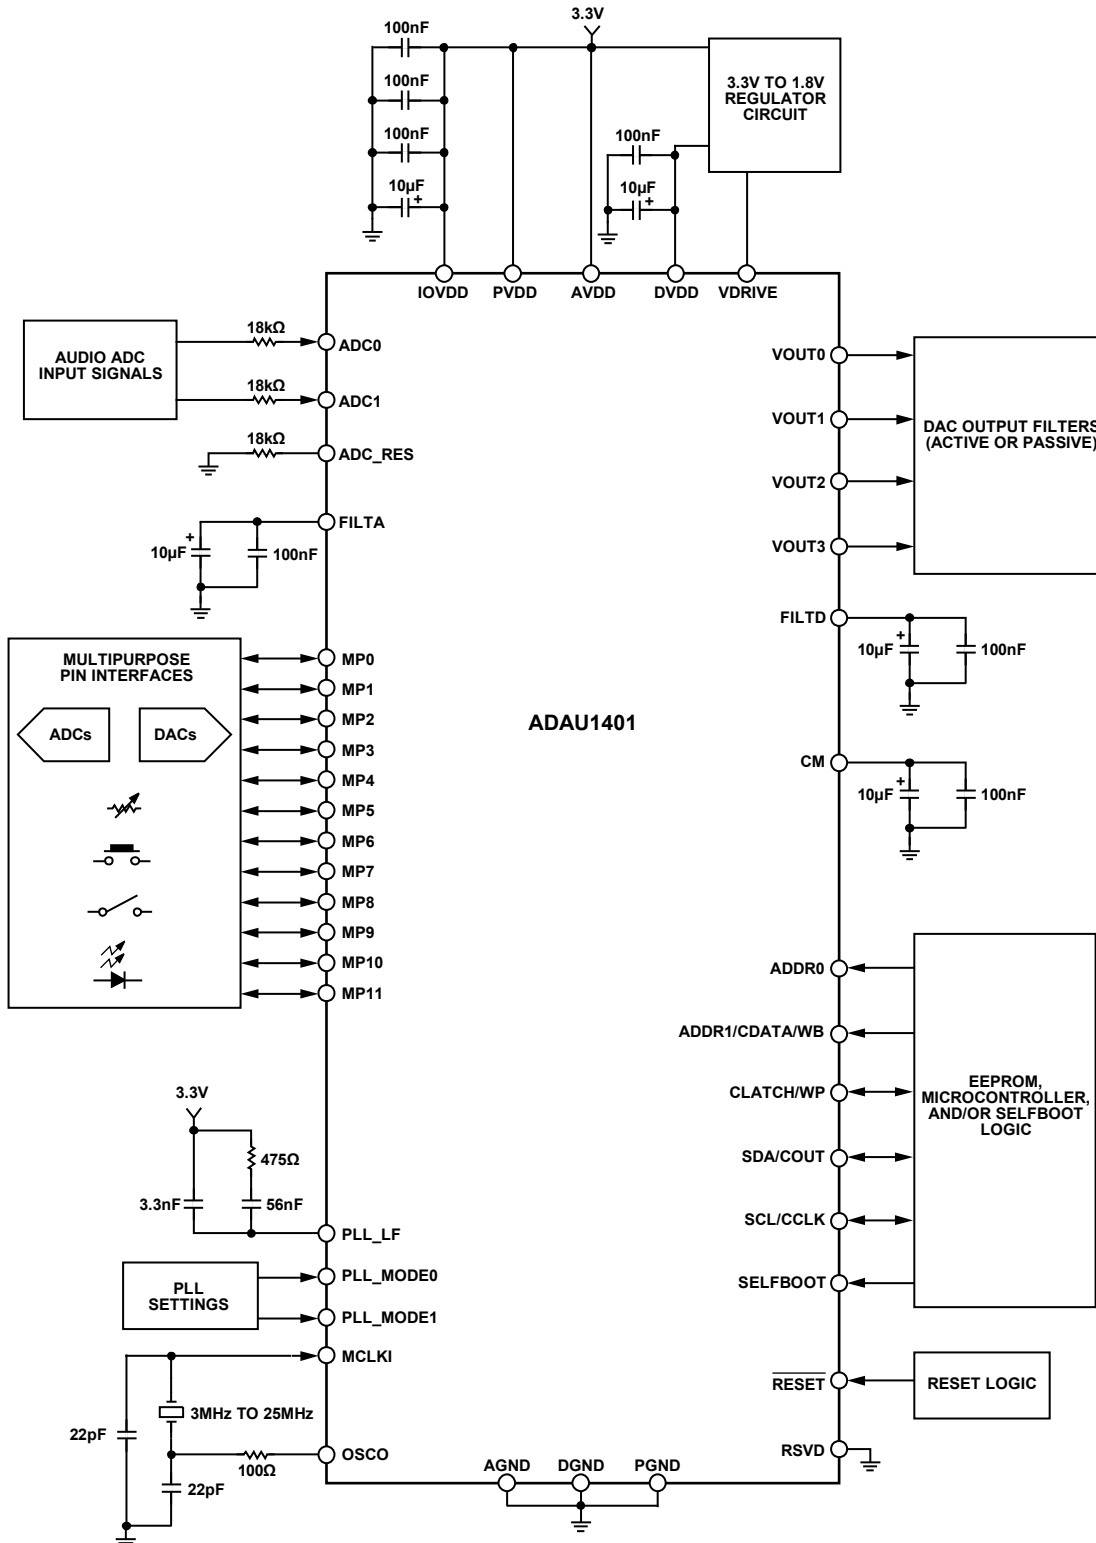 3.3V
100nF
100nF
100nF
10µF
+
3.3V TO 1.8V
REGULATOR
CIRCUIT
100nF
10µF
+
IOVDD
PVDD
AVDD
DVDD
VDRIVE
AUDIO ADC
INPUT SIGNALS
18kΩ
ADC0
18kΩ
ADC1
18kΩ
ADC_RES
FILTA
+
10µF
100nF
MULTIPURPOSE
PIN INTERFACES
ADCs
DACs
MP0
MP1
MP2
MP3
MP4
MP5
MP6
MP7
MP8
MP9
MP10
MP11
ADAU1401
3.3V
475Ω
3.3nF
56nF
PLL_LF
PLL
SETTINGS
PLL_MODE0
PLL_MODE1
MCLKI
3MHz TO 25MHz
22pF
100Ω
22pF
OSCO
AGND
DGND
PGND
VOUT0
VOUT1
VOUT2
VOUT3
DAC OUTPUT FILTERS
(ACTIVE OR PASSIVE)
FILTD
+
10µF
100nF
CM
+
10µF
100nF
ADDR0
ADDR1/CDATA/WB
CLATCH/WP
SDA/COUT
SCL/CCLK
SELFBOOT
EEPROM,
MICROCONTROLLER,
AND/OR SELFBOOT
LOGIC
RESET
RESET LOGIC
RSVD